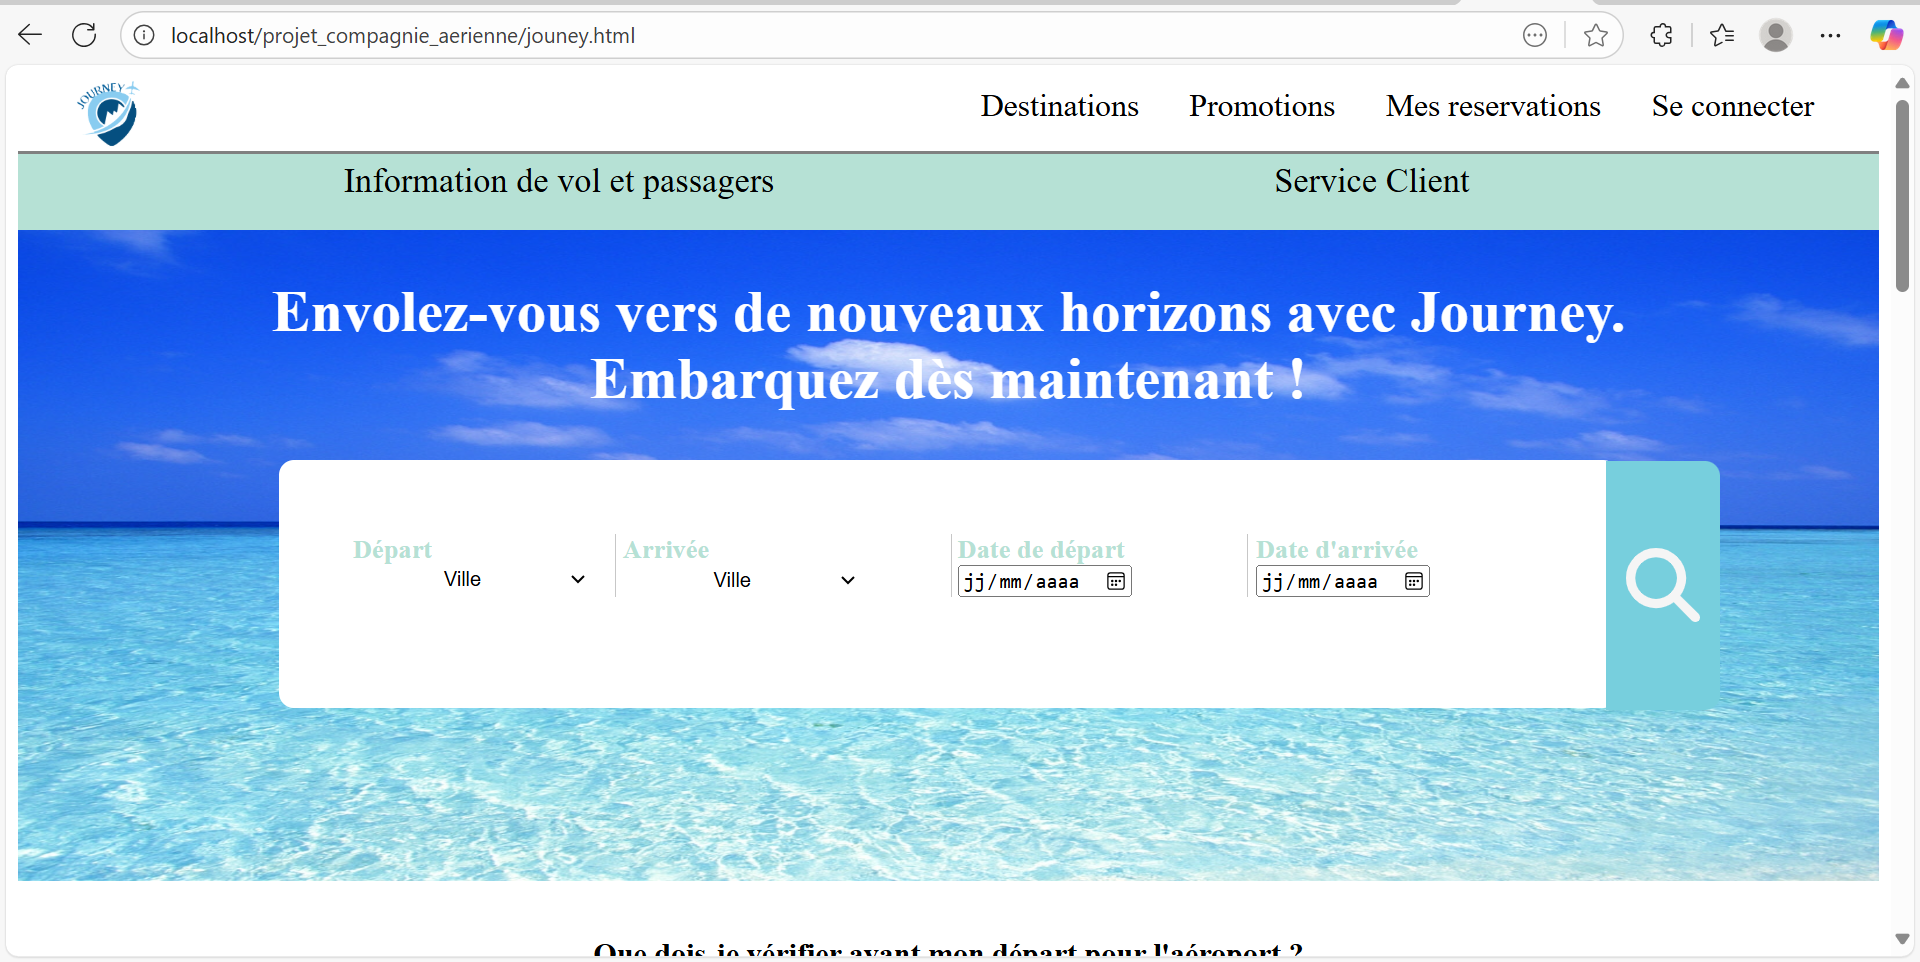 localhost/projet_compagnie_aerienne/jouney.html
JOURNEY
Destinations Promotions Mes reservations Se connecter
Information de vol et passagers Service Client
Envolez-vous vers de nouveaux horizons avec Journey.
Embarquez dès maintenant !
Départ Arrivée Date de départ Date d'arrivée
Ville Ville jj/mm/aaaa jj/mm/aaaa
Que dois-je vérifier avant mon départ pour l'aéroport ?